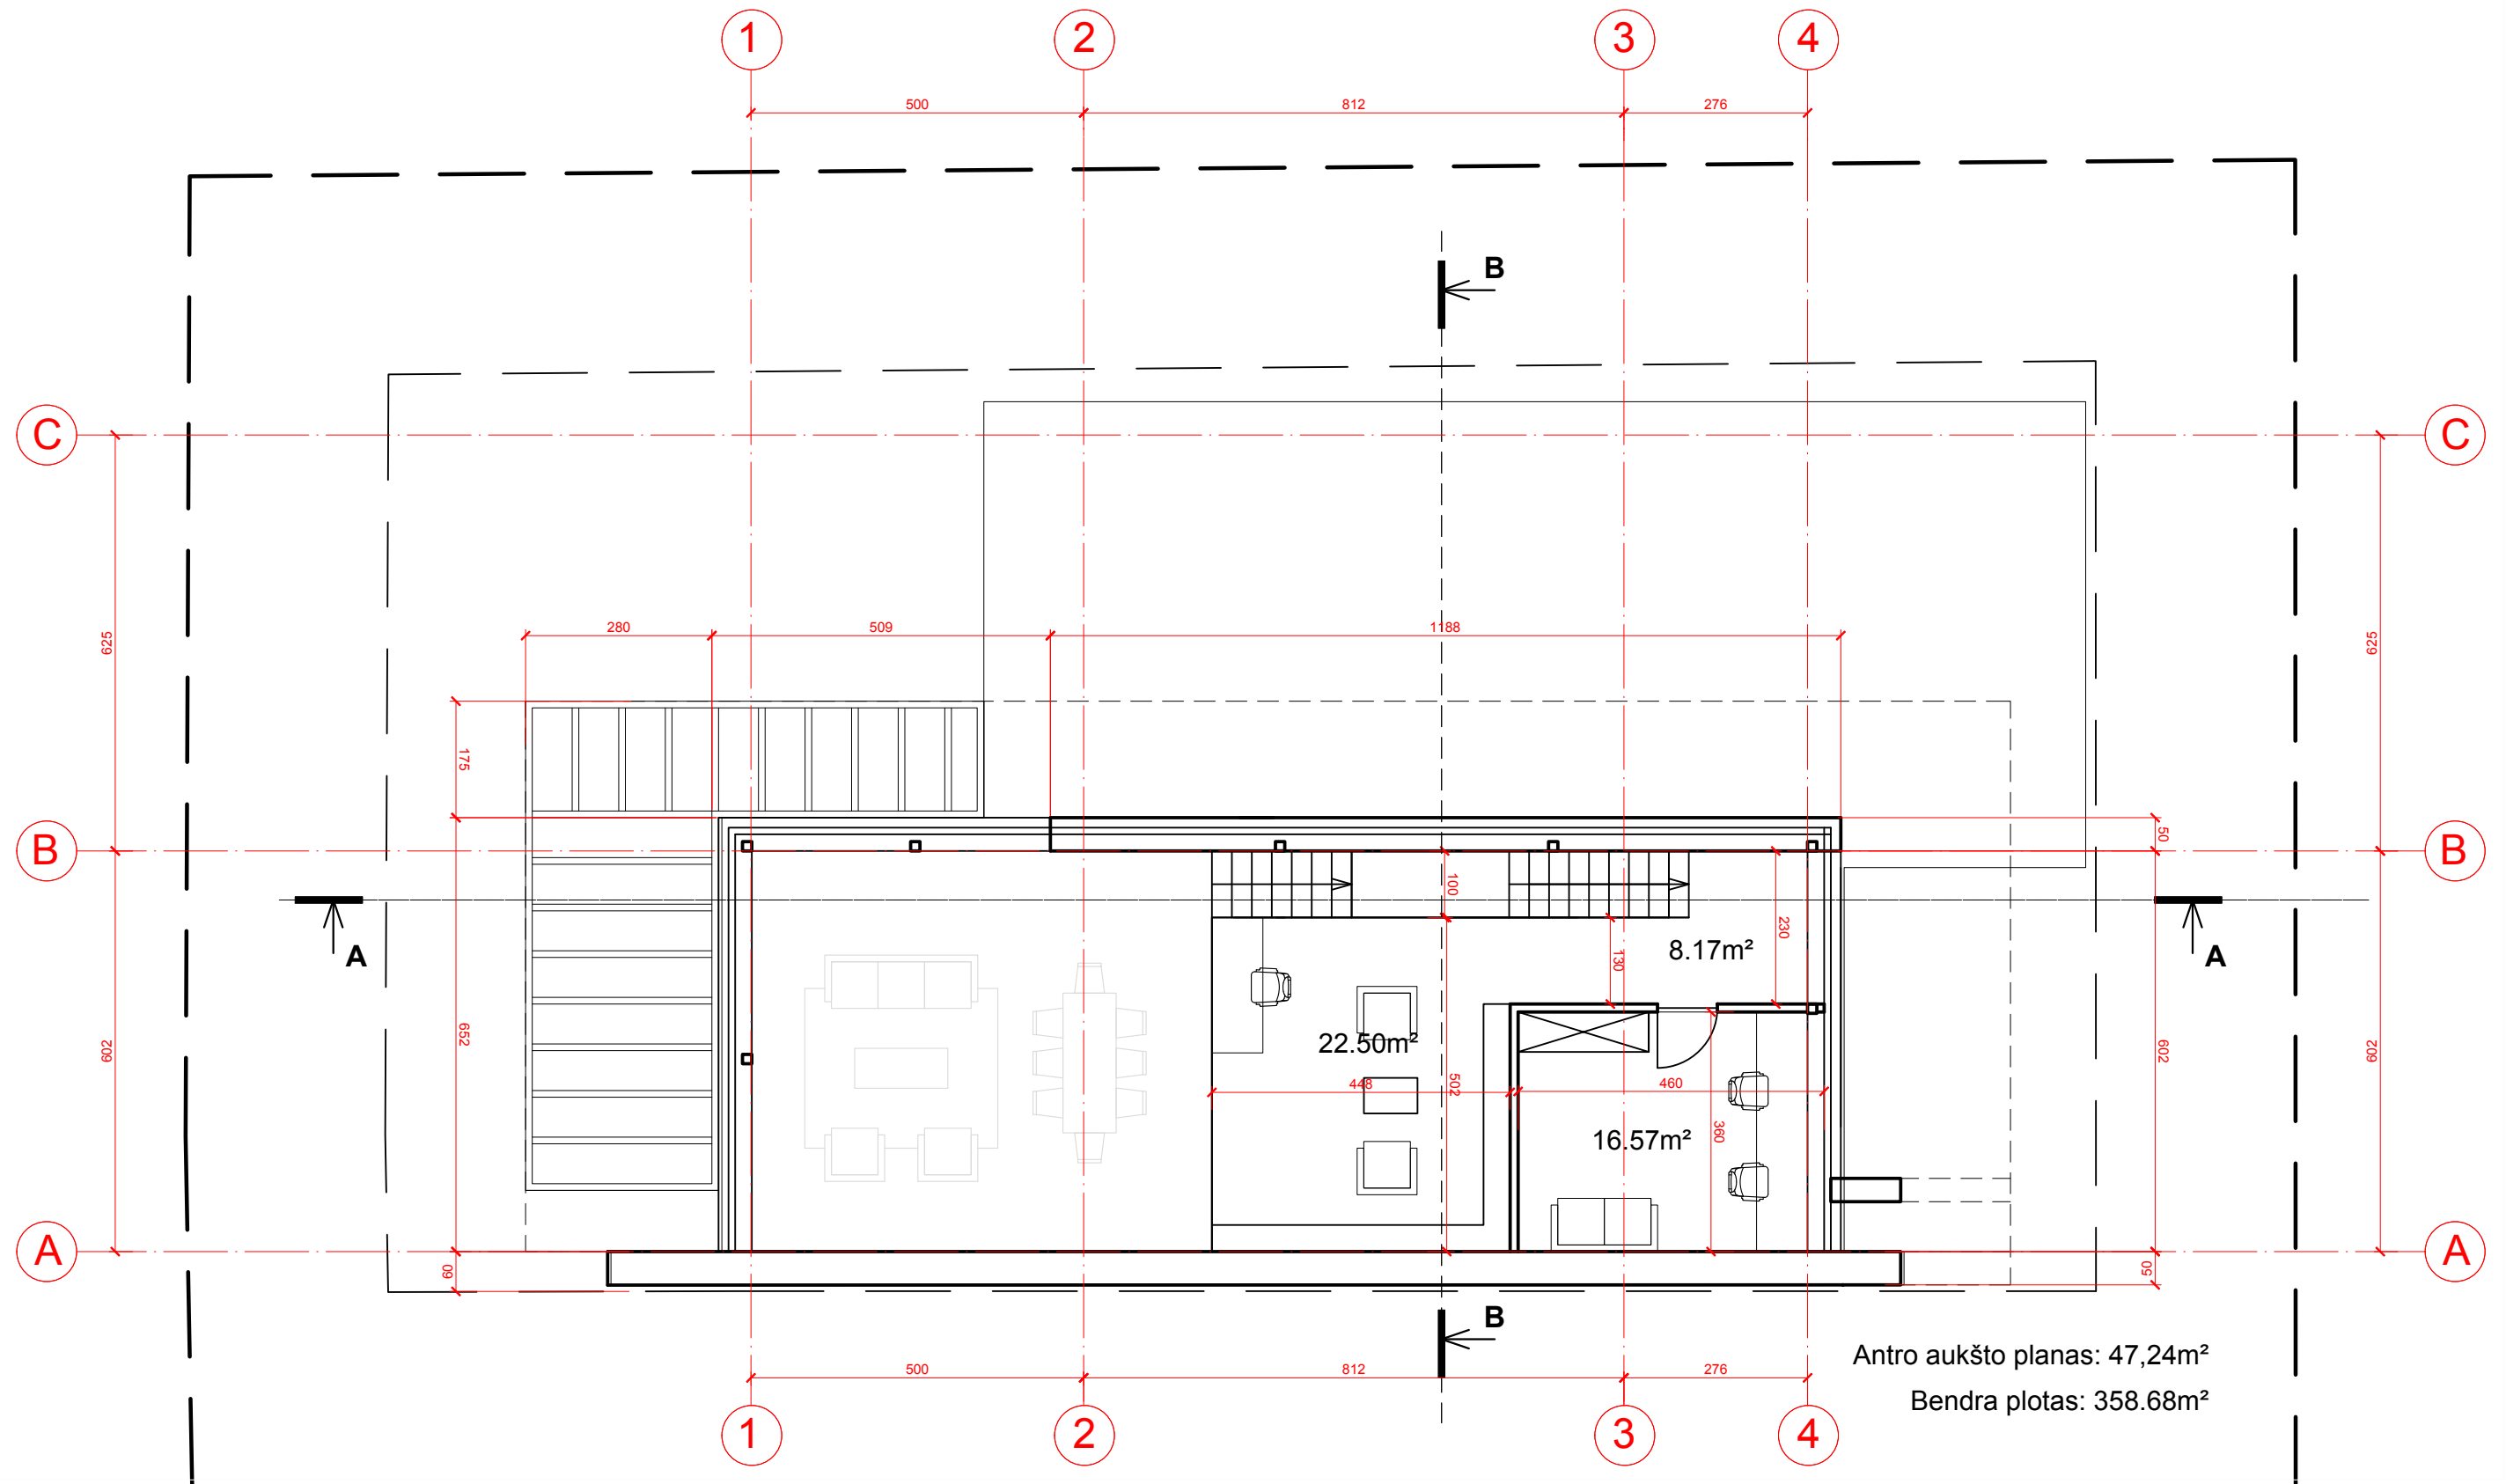 1 2 3 4
500 812 276
B
C C
625 625
280 509 1188
175
50
B B
100
230
A A
130
8.17m²
22.50m²
602 652 602 602
448 502 460
360
16.57m²
A A
60 50
B
Antro aukšto planas: 47,24m²
500 812 276
Bendra plotas: 358.68m²
1 2 3 4